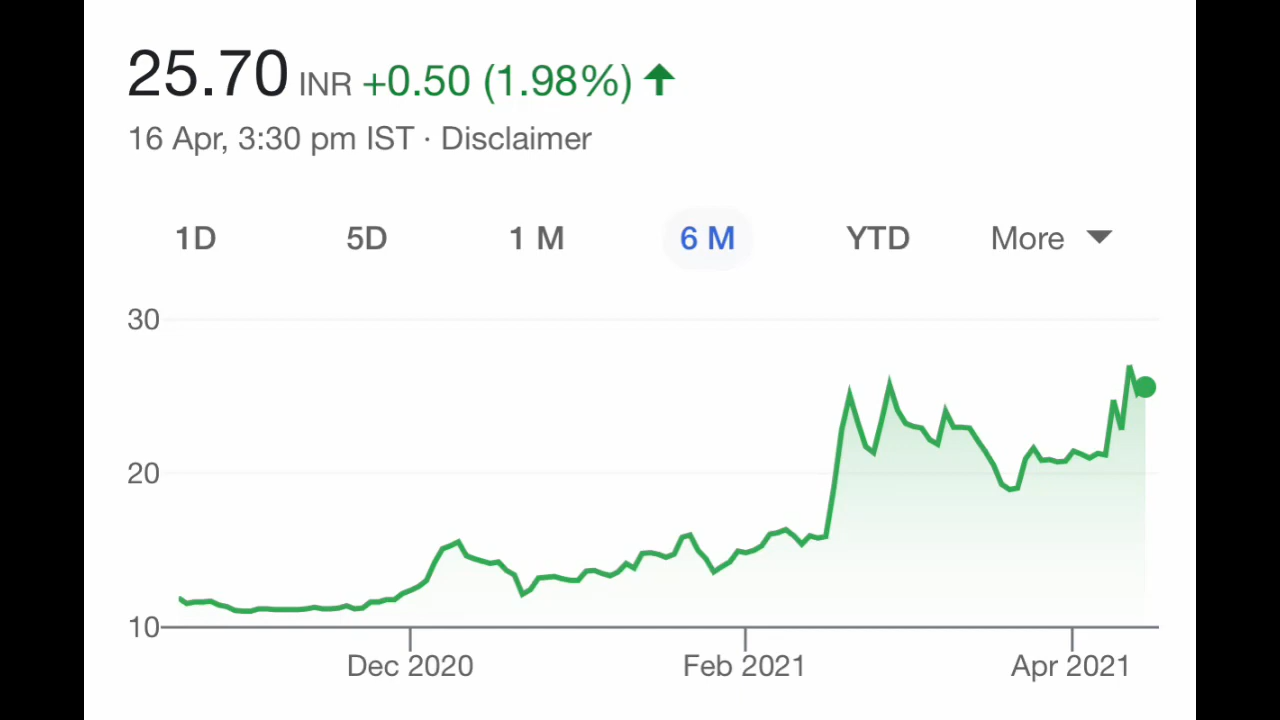 25.70 INR +0.50 (1.98%)
16 Apr, 3:30 pm IST · Disclaimer
1D 5D 1 M 6 M YTD More
30
20
10
Dec 2020 Feb 2021 Apr 2021